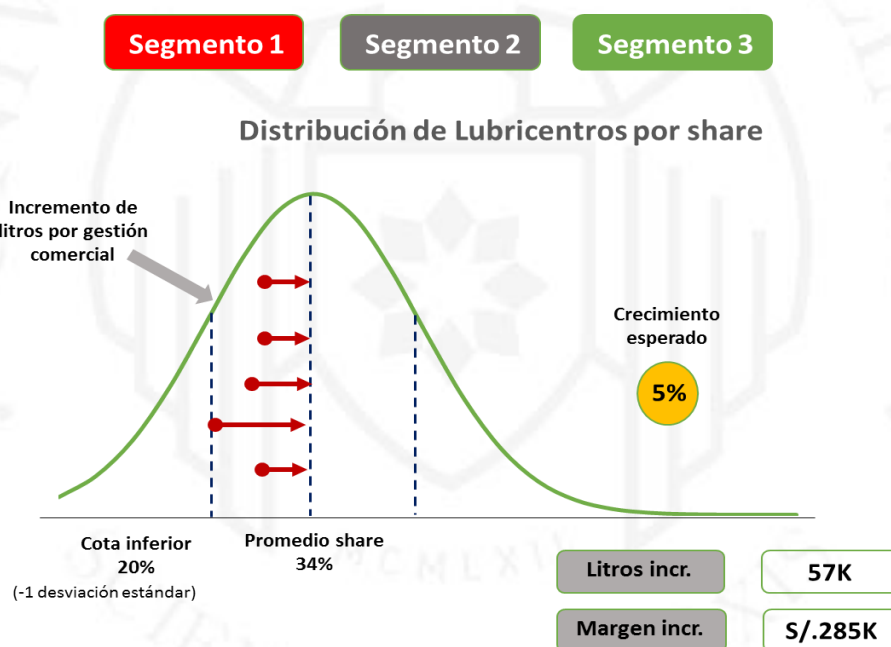 Segmento 1
Segmento 2
Segmento 3
Distribución de Lubricentros por share
Incremento de
litros por gestión
comercial
Crecimiento
esperado
5%
Cota inferior
20%
(-1 desviación estándar)
Promedio share
34%
Litros incr.
57K
Margen incr.
S/.285K